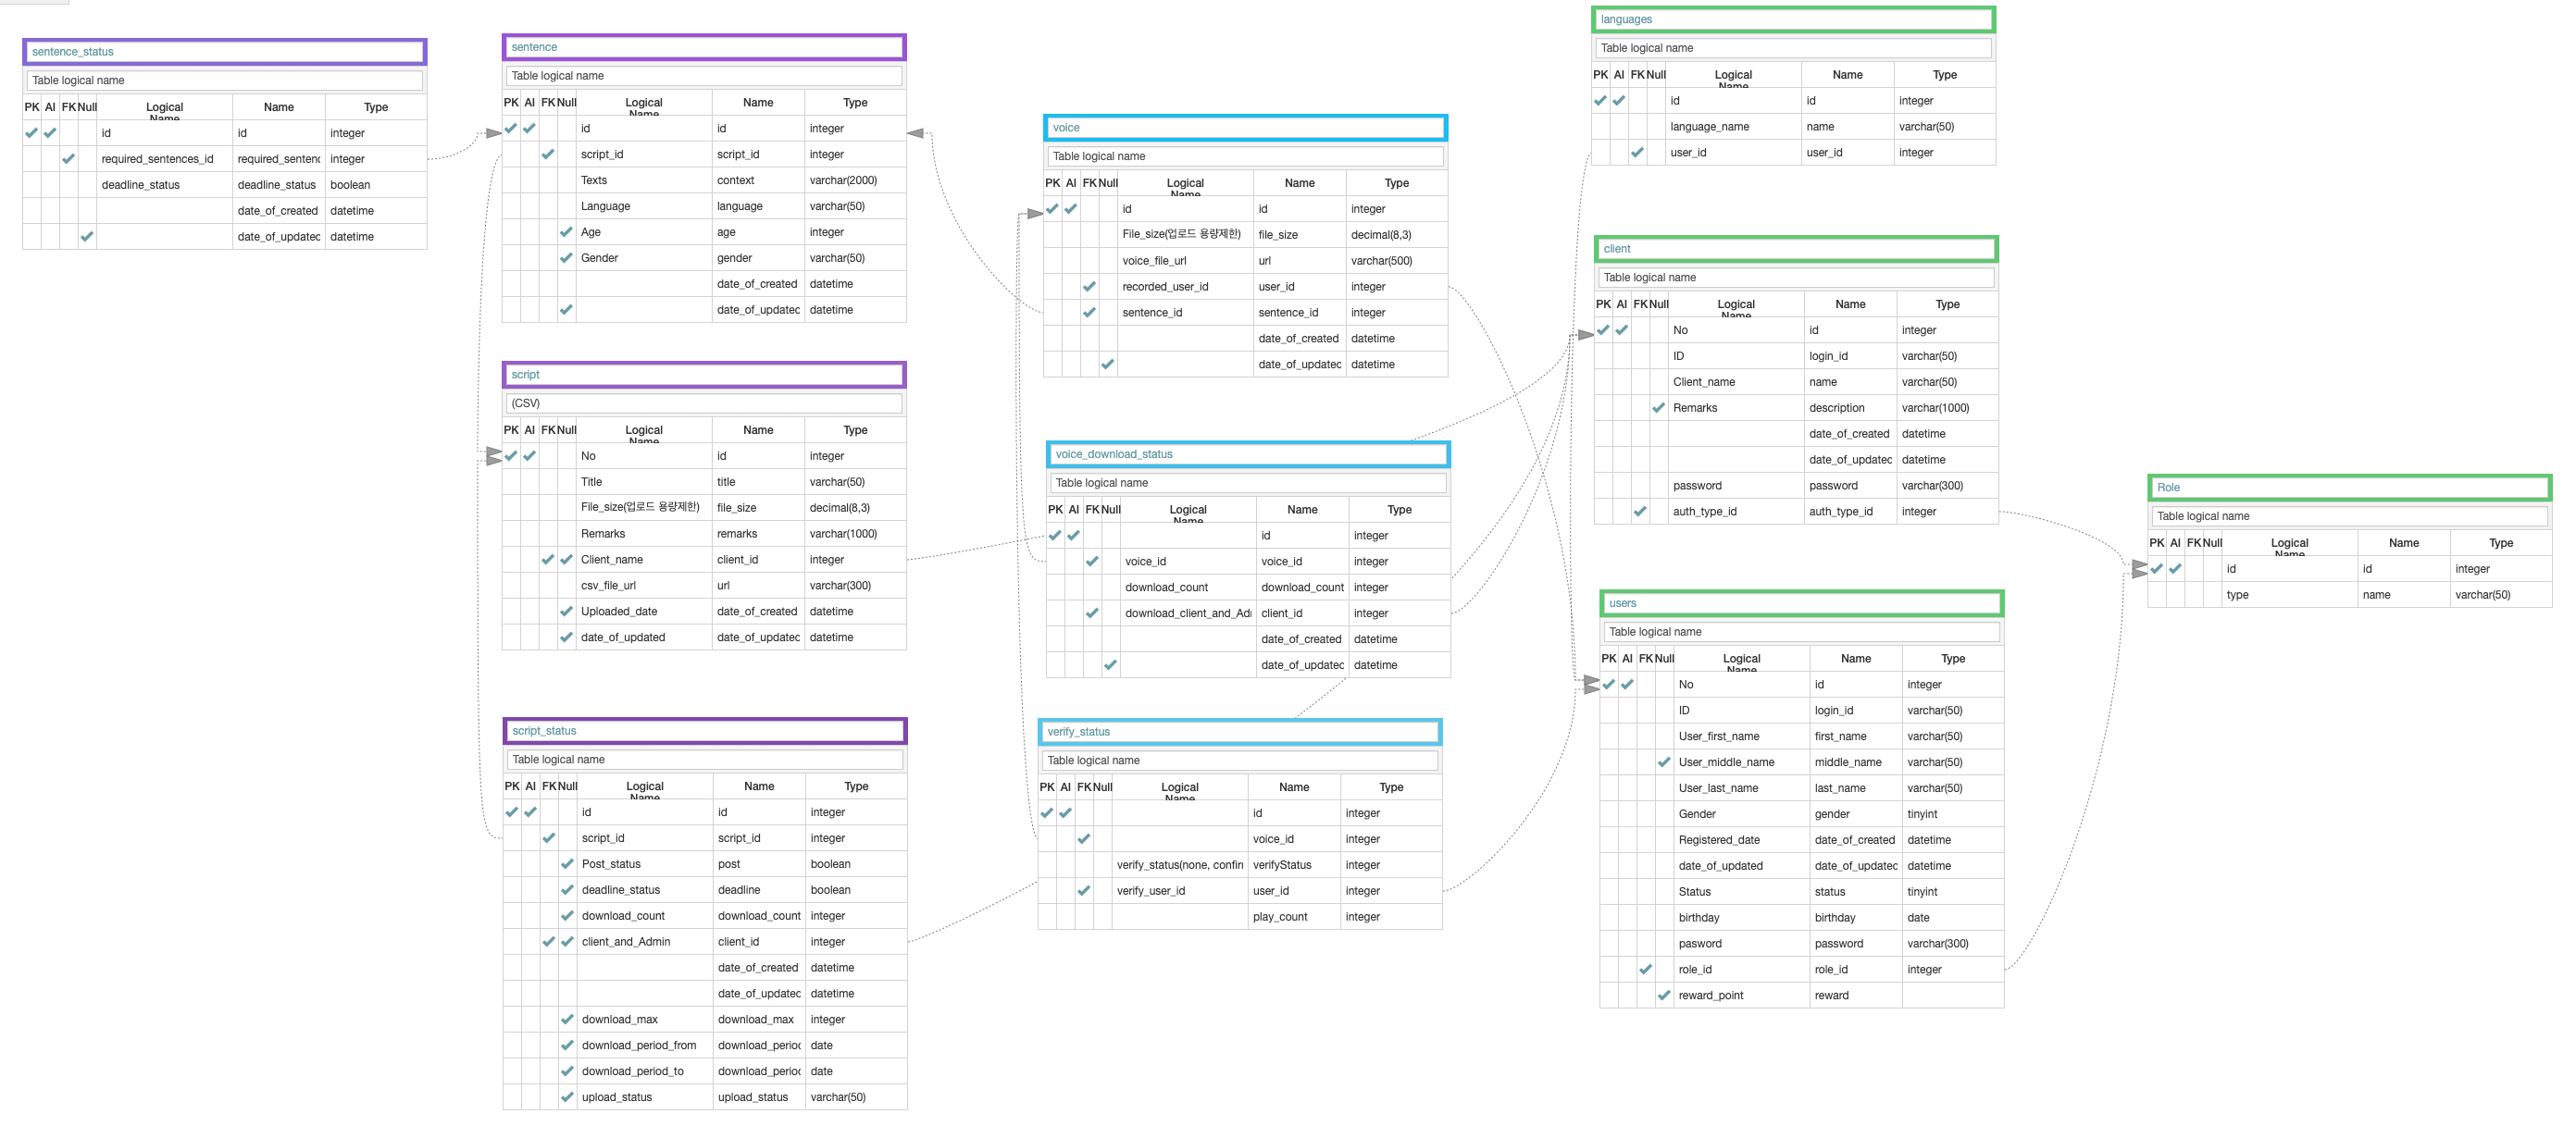 sentence_status
Table logical name
PK AI FK Null Logical Name Name Type
id id integer
required_sentences_id required_sentenc integer
deadline_status deadline_status boolean
date_of_created datetime
date_of_updatec datetime
sentence
Table logical name
PK AI FK Null Logical Name Name Type
id id integer
script_id script_id integer
Texts context varchar(2000)
Language language varchar(50)
Age age integer
Gender gender varchar(50)
date_of_created datetime
date_of_updatec datetime
script
(CSV)
PK AI FK Null Logical Name Name Type
No id integer
Title title varchar(50)
File_size(업로드 용량제한) file_size decimal(8,3)
Remarks remarks varchar(1000)
Client_name client_id integer
csv_file_url url varchar(300)
Uploaded_date date_of_created datetime
date_of_updated date_of_updatec datetime
script_status
Table logical name
PK AI FK Null Logical Name Name Type
id id integer
script_id script_id integer
Post_status post boolean
deadline_status deadline boolean
download_count download_count integer
client_and_Admin client_id integer
date_of_created datetime
date_of_updatec datetime
download_max download_max integer
download_period_from download_perioc date
download_period_to download_perioc date
upload_status upload_status varchar(50)
voice
Table logical name
PK AI FK Null Logical Name Name Type
id id integer
File_size(업로드 용량제한) file_size decimal(8,3)
voice_file_url url varchar(500)
recorded_user_id user_id integer
sentence_id sentence_id integer
date_of_created datetime
date_of_updatec datetime
voice_download_status
Table logical name
PK AI FK Null Logical Name Name Type
id integer
voice_id voice_id integer
download_count download_count integer
download_client_and_Adı client_id integer
date_of_created datetime
date_of_updatec datetime
verify_status
Table logical name
PK AI FK Null Logical Name Name Type
id integer
voice_id integer
verify_status(none, confirı verifyStatus integer
verify_user_id user_id integer
play_count integer
languages
Table logical name
PK AI FK Null Logical Name Name Type
id id integer
language_name name varchar(50)
user_id user_id integer
client
Table logical name
PK AI FK Null Logical Name Name Type
No id integer
ID login_id varchar(50)
Client_name name varchar(50)
Remarks description varchar(1000)
date_of_created datetime
date_of_updatec datetime
password password varchar(300)
auth_type_id auth_type_id integer
users
Table logical name
PK AI FK Null Logical Name Name Type
No id integer
ID login_id varchar(50)
User_first_name first_name varchar(50)
User_middle_name middle_name varchar(50)
User_last_name last_name varchar(50)
Gender gender tinyint
Registered_date date_of_created datetime
date_of_updated date_of_updatec datetime
Status status tinyint
birthday birthday date
pasword password varchar(300)
role_id role_id integer
reward_point reward
Role
Table logical name
PK AI FK Null Logical Name Name Type
id id integer
type name varchar(50)